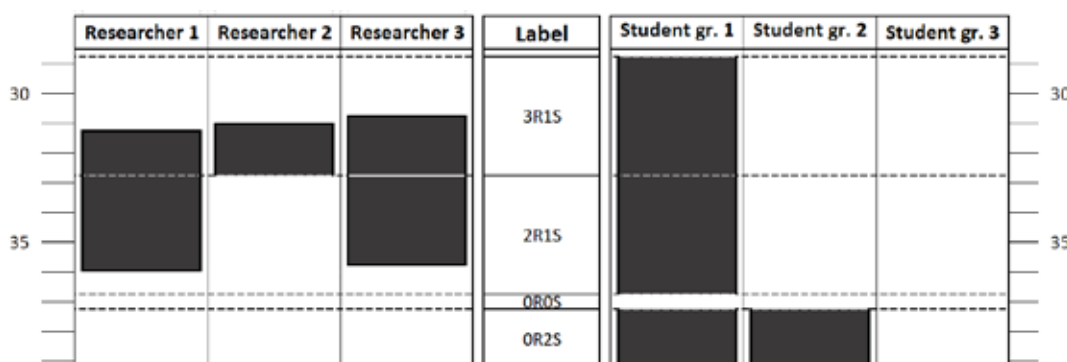 Researcher 1 Researcher 2 Researcher 3 Label Student gr. 1 Student gr. 2 Student gr. 3
30 30
3R1S
35 2R1S 35
0R0S
0R2S